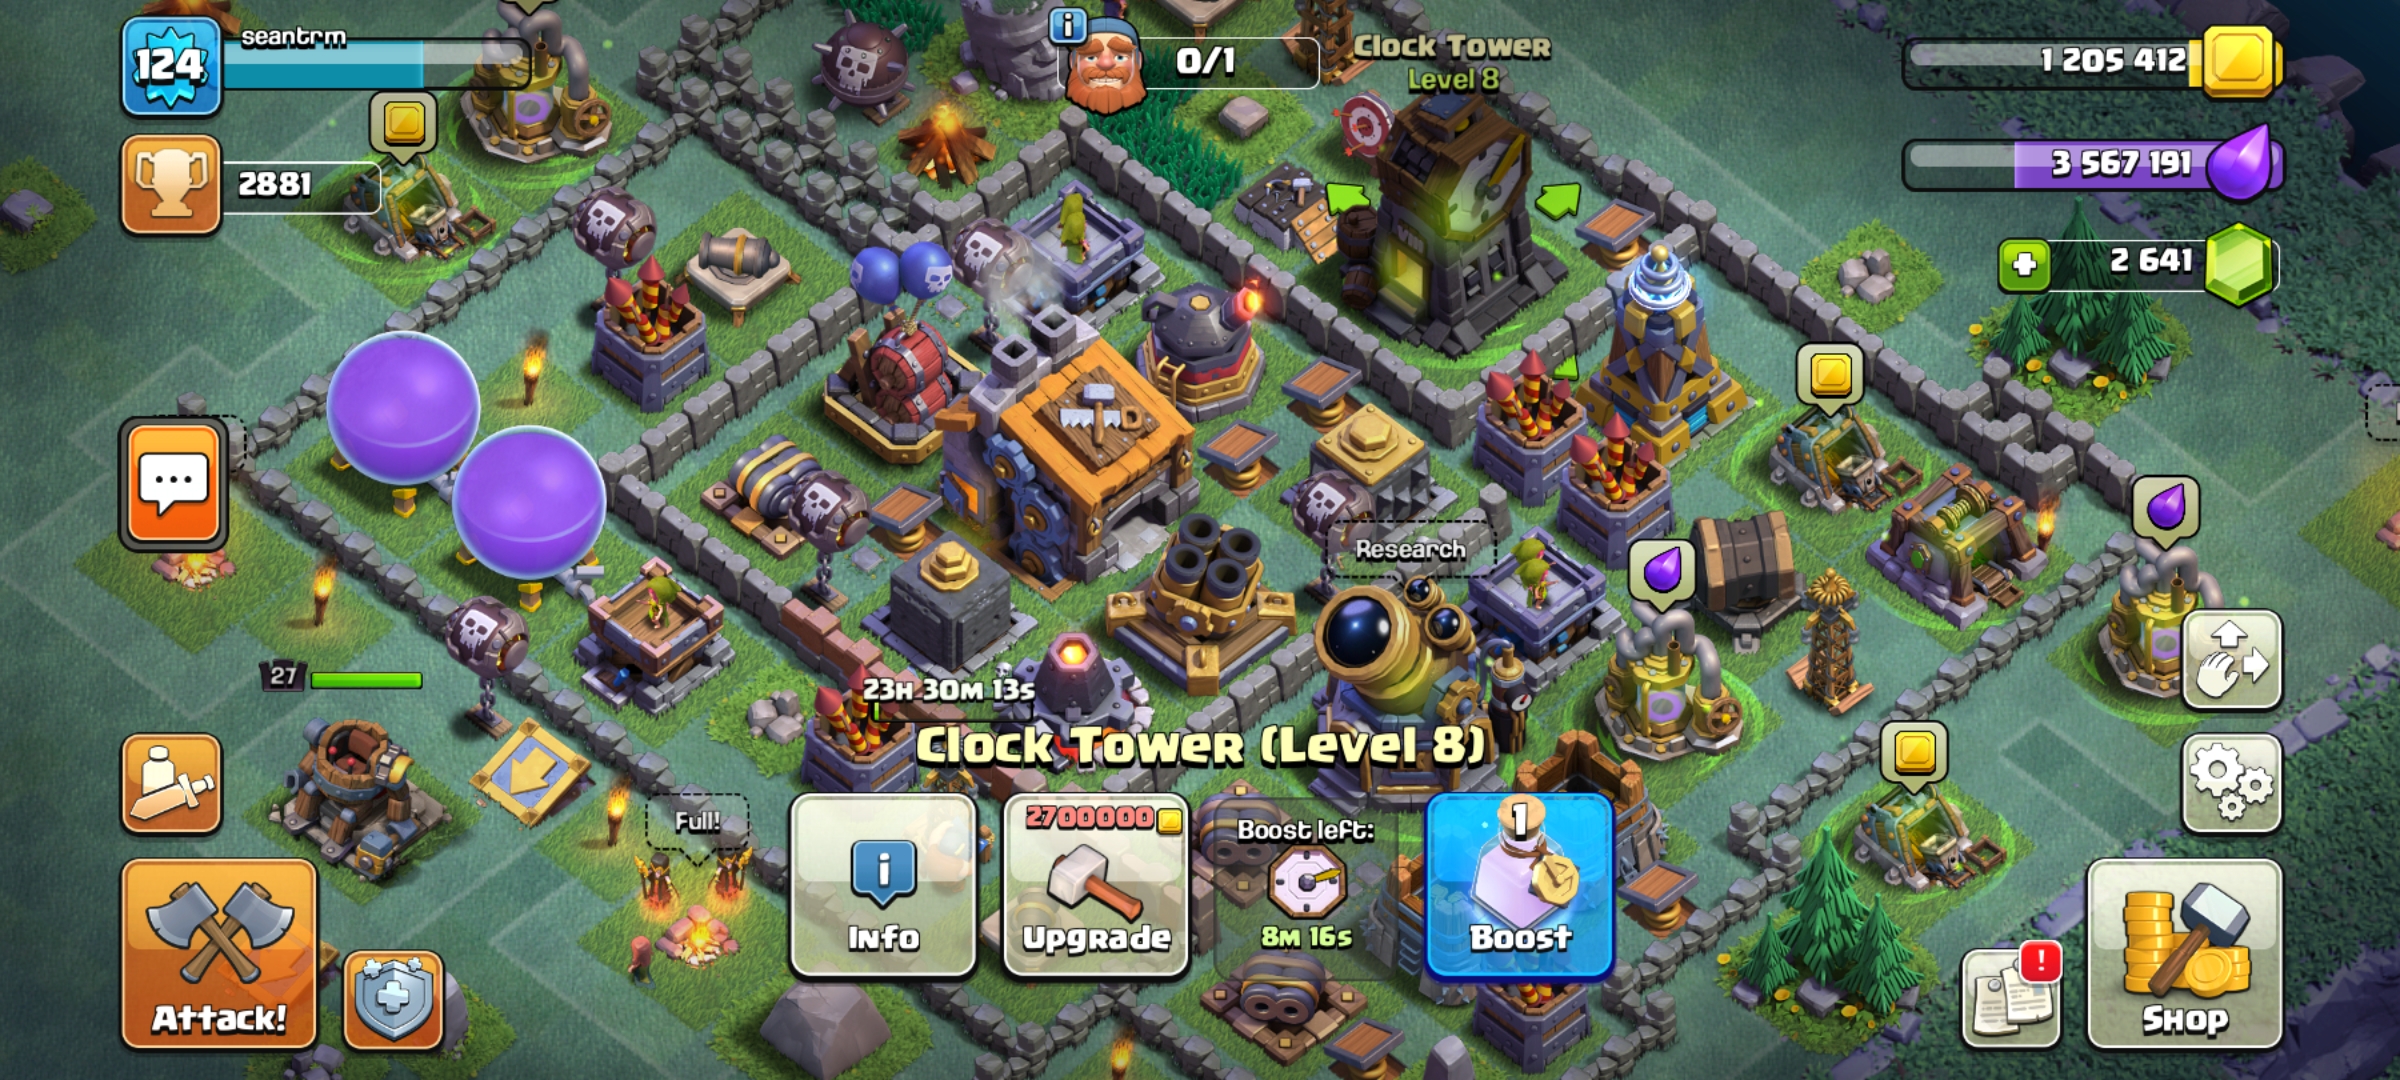 124
seantrm
0/1
Clock Tower
Level 8
1 205 412
2881
3 567 191
2 641
Research
27
23H 30M 13s
Clock Tower (Level 8)
Full!
Info
2700000
Upgrade
Boost left:
8M 16s
1
Boost
Attack!
!
Shop